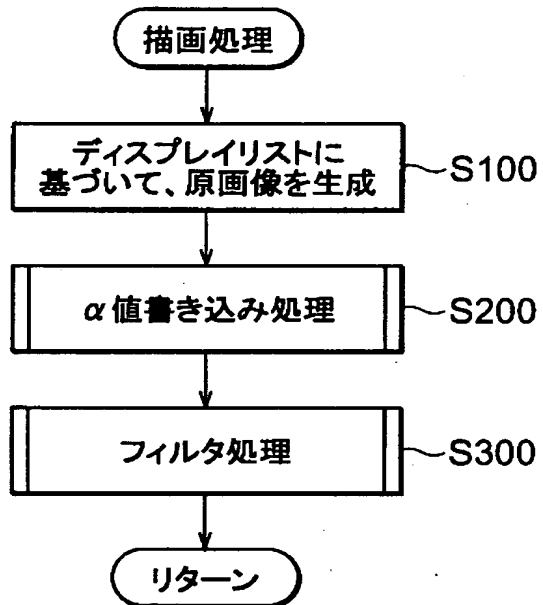 描画処理
ディスプレイリストに
基づいて、原画像を生成
S100
α値書き込み処理
S200
フィルタ処理
S300
リターン